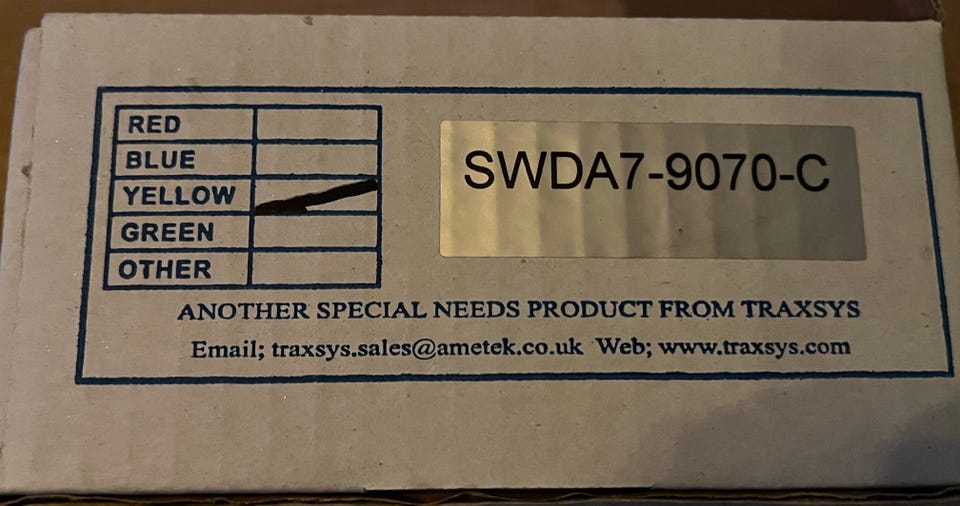 RED
BLUE
YELLOW
GREEN
OTHER
SWDA7-9070-C
ANOTHER SPECIAL NEEDS PRODUCT FROM TRAXSYS
Email; traxsys.sales@ametek.co.uk Web; www.traxsys.com